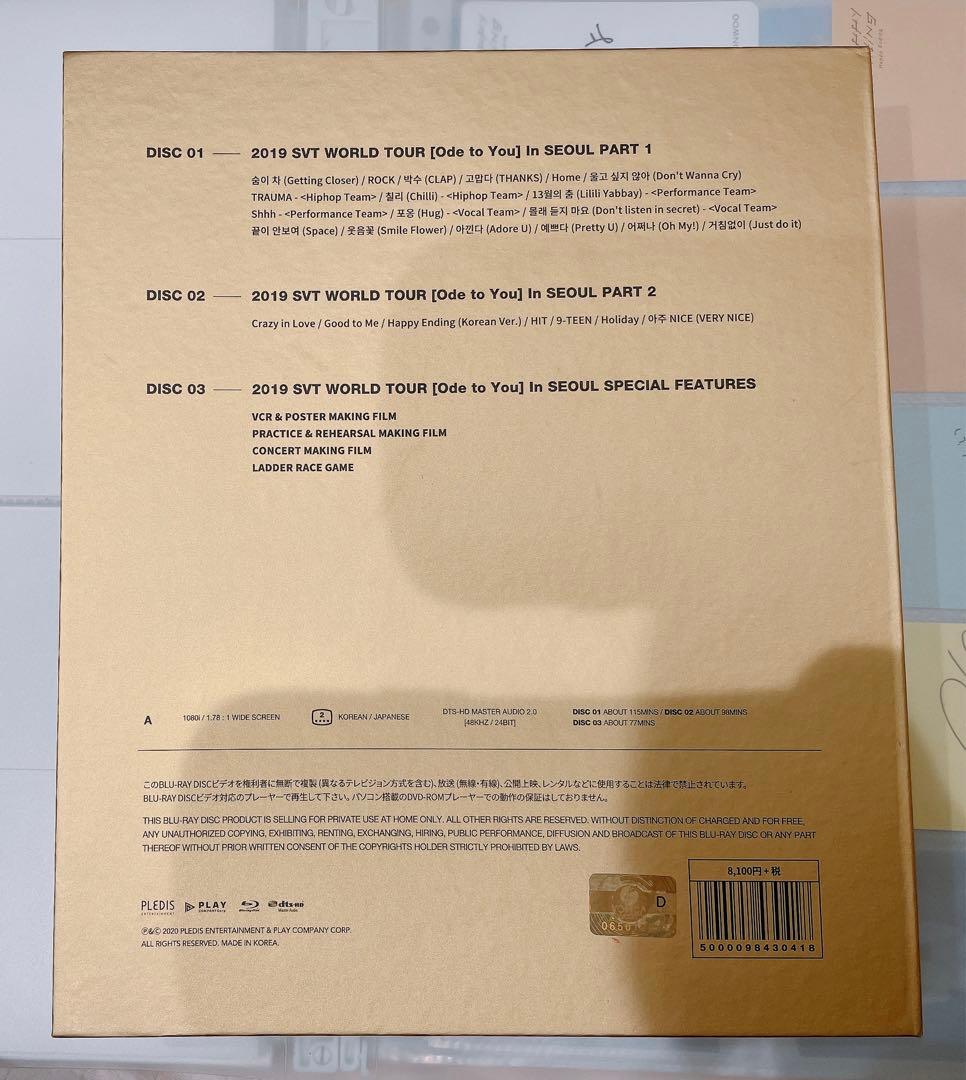 DISC 01 —— 2019 SVT WORLD TOUR [Ode to You] In SEOUL PART 1
숨이 차 (Getting Closer) / ROCK / 박수 (CLAP) / 고맙다 (THANKS) / Home / 울고 싶지 않아 (Don't Wanna Cry)
TRAUMA - <Hiphop Team> / 칠리 (Chilli) - <Hiphop Team> / 13월의 춤 (Lilili Yabbay) - <Performance Team>
Shhh - <Performance Team> / 포옹 (Hug) - <Vocal Team> / 몰래 듣지 마요 (Don't listen in secret) - <Vocal Team>
끝이 안보여 (Space) / 웃음꽃 (Smile Flower) / 아낀다 (Adore U) / 예쁘다 (Pretty U) / 어쩌나 (Oh My!) / 거침없이 (Just do it)
DISC 02 —— 2019 SVT WORLD TOUR [Ode to You] In SEOUL PART 2
Crazy in Love / Good to Me / Happy Ending (Korean Ver.) / HIT / 9-TEEN / Holiday / 아주 NICE (VERY NICE)
DISC 03 —— 2019 SVT WORLD TOUR [Ode to You] In SEOUL SPECIAL FEATURES
VCR & POSTER MAKING FILM
PRACTICE & REHEARSAL MAKING FILM
CONCERT MAKING FILM
LADDER RACE GAME
A 1080i / 1.78 : 1 WIDE SCREEN 2 KOREAN / JAPANESE DTS-HD MASTER AUDIO 2.0 DISC 01 ABOUT 115MINS / DISC 02 ABOUT 98MINS
[48KHZ / 24BIT] DISC 03 ABOUT 77MINS
このBLU-RAY DISCビデオを権利者に無断で複製 (異なるテレビジョン方式を含む)、放送 (無線・有線)、公開上映、レンタルなどに使用することは法律で禁止されています。
BLU-RAY DISCビデオ対応のプレーヤーで再生して下さい。パソコン搭載のDVD-ROMプレーヤーでの動作の保証はしておりません。
THIS BLU-RAY DISC PRODUCT IS SELLING FOR PRIVATE USE AT HOME ONLY. ALL OTHER RIGHTS ARE RESERVED. WITHOUT DISTINCTION OF CHARGED AND FOR FREE,
ANY UNAUTHORIZED COPYING, EXHIBITING, RENTING, EXCHANGING, HIRING, PUBLIC PERFORMANCE, DIFFUSION AND BROADCAST OF THIS BLU-RAY DISC OR ANY PART
THEREOF WITHOUT PRIOR WRITTEN CONSENT OF THE COPYRIGHTS HOLDER STRICTLY PROHIBITED BY LAWS.
8,100円+税
PLEDIS ENTERTAINMENT PLAY COMPANY Corp. Blu-ray Disc dts-HD Master Audio
D
5000098430418
℗&© 2020 PLEDIS ENTERTAINMENT & PLAY COMPANY CORP.
ALL RIGHTS RESERVED. MADE IN KOREA.